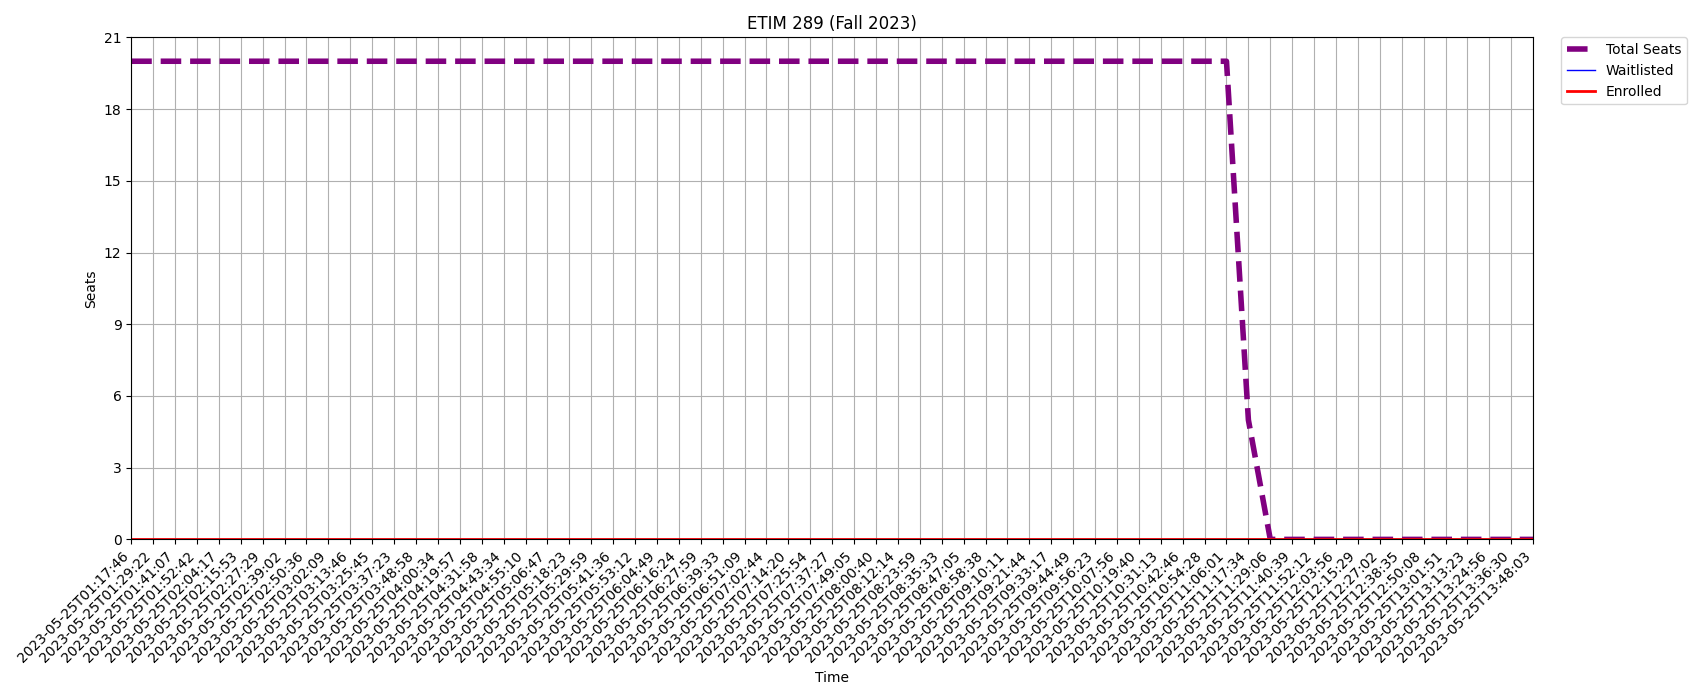 ETIM 289 (Fall 2023)
21
18
15
12
9
6
3
0
Seats
Total Seats
Waitlisted
Enrolled
2023-05-25T01:17:46
2023-05-25T01:29:22
2023-05-25T01:41:07
2023-05-25T01:52:42
2023-05-25T02:04:17
2023-05-25T02:15:53
2023-05-25T02:27:29
2023-05-25T02:39:02
2023-05-25T02:50:36
2023-05-25T03:02:09
2023-05-25T03:13:46
2023-05-25T03:25:45
2023-05-25T03:37:23
2023-05-25T03:48:58
2023-05-25T04:00:34
2023-05-25T04:19:57
2023-05-25T04:31:58
2023-05-25T04:43:34
2023-05-25T04:55:10
2023-05-25T05:06:47
2023-05-25T05:18:23
2023-05-25T05:29:59
2023-05-25T05:41:36
2023-05-25T05:53:12
2023-05-25T06:04:49
2023-05-25T06:16:24
2023-05-25T06:27:59
2023-05-25T06:39:33
2023-05-25T06:51:09
2023-05-25T07:02:44
2023-05-25T07:14:20
2023-05-25T07:25:54
2023-05-25T07:37:27
2023-05-25T07:49:05
2023-05-25T08:00:40
2023-05-25T08:12:14
2023-05-25T08:23:59
2023-05-25T08:35:33
2023-05-25T08:47:05
2023-05-25T08:58:38
2023-05-25T09:10:11
2023-05-25T09:21:44
2023-05-25T09:33:17
2023-05-25T09:44:49
2023-05-25T09:56:23
2023-05-25T10:07:56
2023-05-25T10:19:40
2023-05-25T10:31:13
2023-05-25T10:42:46
2023-05-25T10:54:28
2023-05-25T11:06:01
2023-05-25T11:17:34
2023-05-25T11:29:06
2023-05-25T11:40:39
2023-05-25T11:52:12
2023-05-25T12:03:56
2023-05-25T12:15:29
2023-05-25T12:27:02
2023-05-25T12:38:35
2023-05-25T12:50:08
2023-05-25T13:01:51
2023-05-25T13:13:23
2023-05-25T13:24:56
2023-05-25T13:36:30
2023-05-25T13:48:03
Time